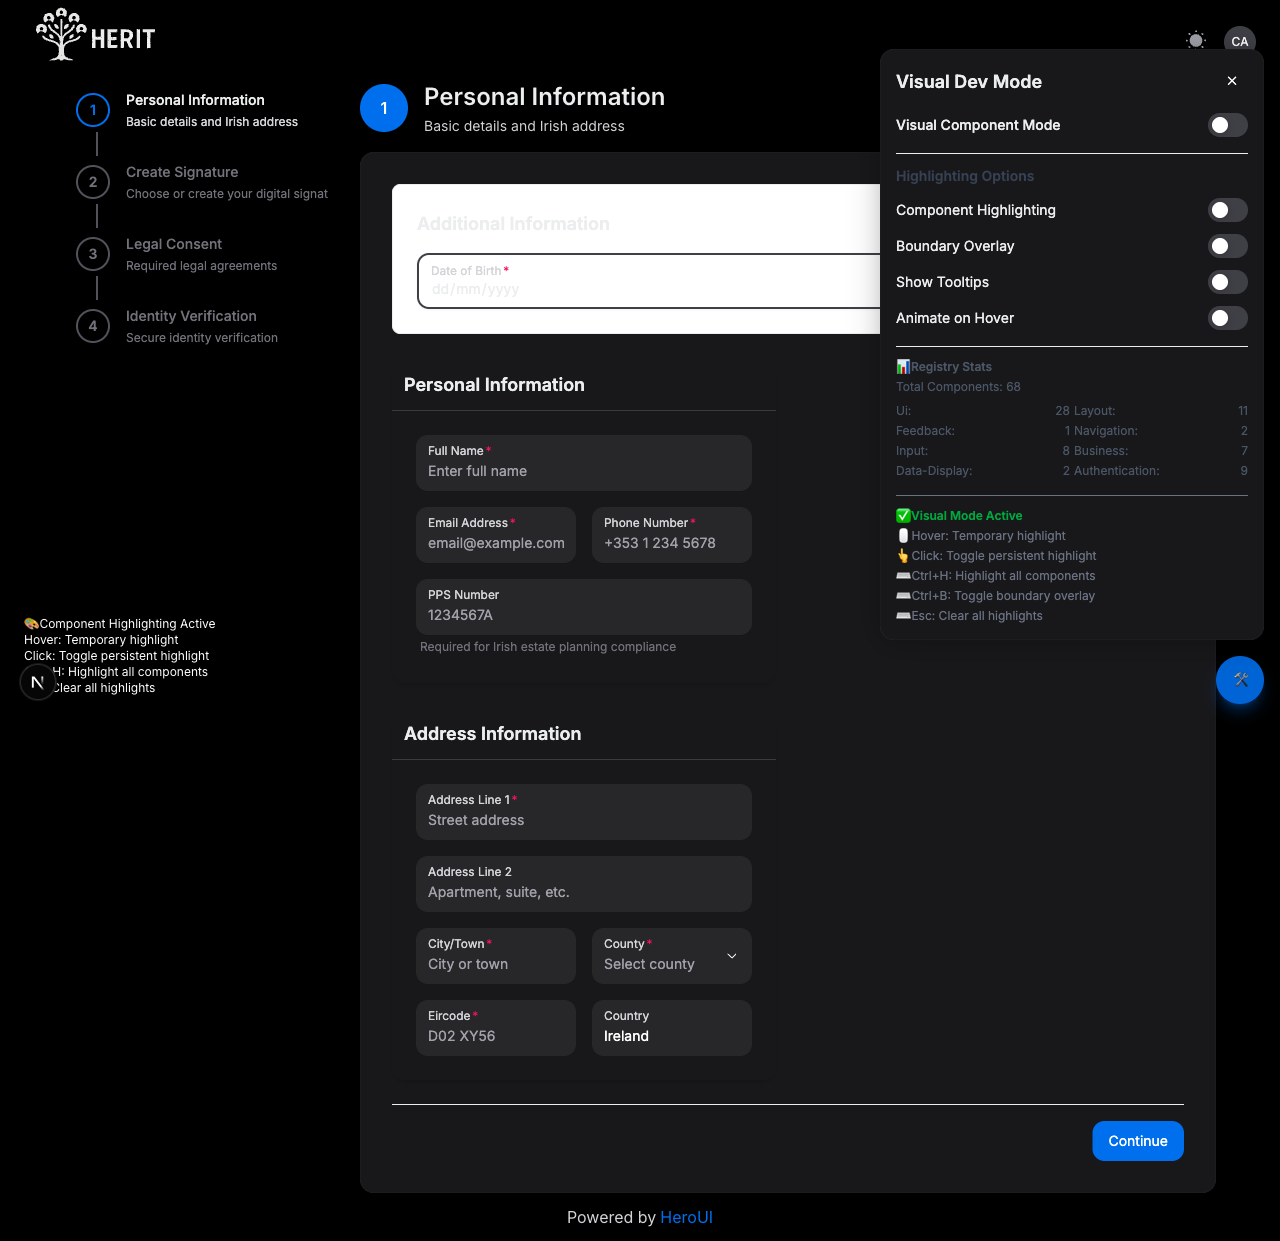 HERIT
CA
1
Personal Information
Basic details and Irish address
2
Create Signature
Choose or create your digital signat
3
Legal Consent
Required legal agreements
4
Identity Verification
Secure identity verification
1
Personal Information
Basic details and Irish address
Additional Information
Date of Birth*
dd/mm/yyyy
Personal Information
Full Name*
Enter full name
Email Address*
email@example.com
Phone Number*
+353 1 234 5678
PPS Number
1234567A
Required for Irish estate planning compliance
Address Information
Address Line 1*
Street address
Address Line 2
Apartment, suite, etc.
City/Town*
City or town
County*
Select county
Eircode*
D02 XY56
Country
Ireland
Continue
Powered by HeroUI
Visual Dev Mode
Visual Component Mode
Highlighting Options
Component Highlighting
Boundary Overlay
Show Tooltips
Animate on Hover
📊Registry Stats
Total Components: 68
Ui: 28 Layout: 11
Feedback: 1 Navigation: 2
Input: 8 Business: 7
Data-Display: 2 Authentication: 9
✅Visual Mode Active
🖱️Hover: Temporary highlight
👆Click: Toggle persistent highlight
⌨️Ctrl+H: Highlight all components
⌨️Ctrl+B: Toggle boundary overlay
⌨️Esc: Clear all highlights
🎨Component Highlighting Active
Hover: Temporary highlight
Click: Toggle persistent highlight
H: Highlight all components
Clear all highlights
N